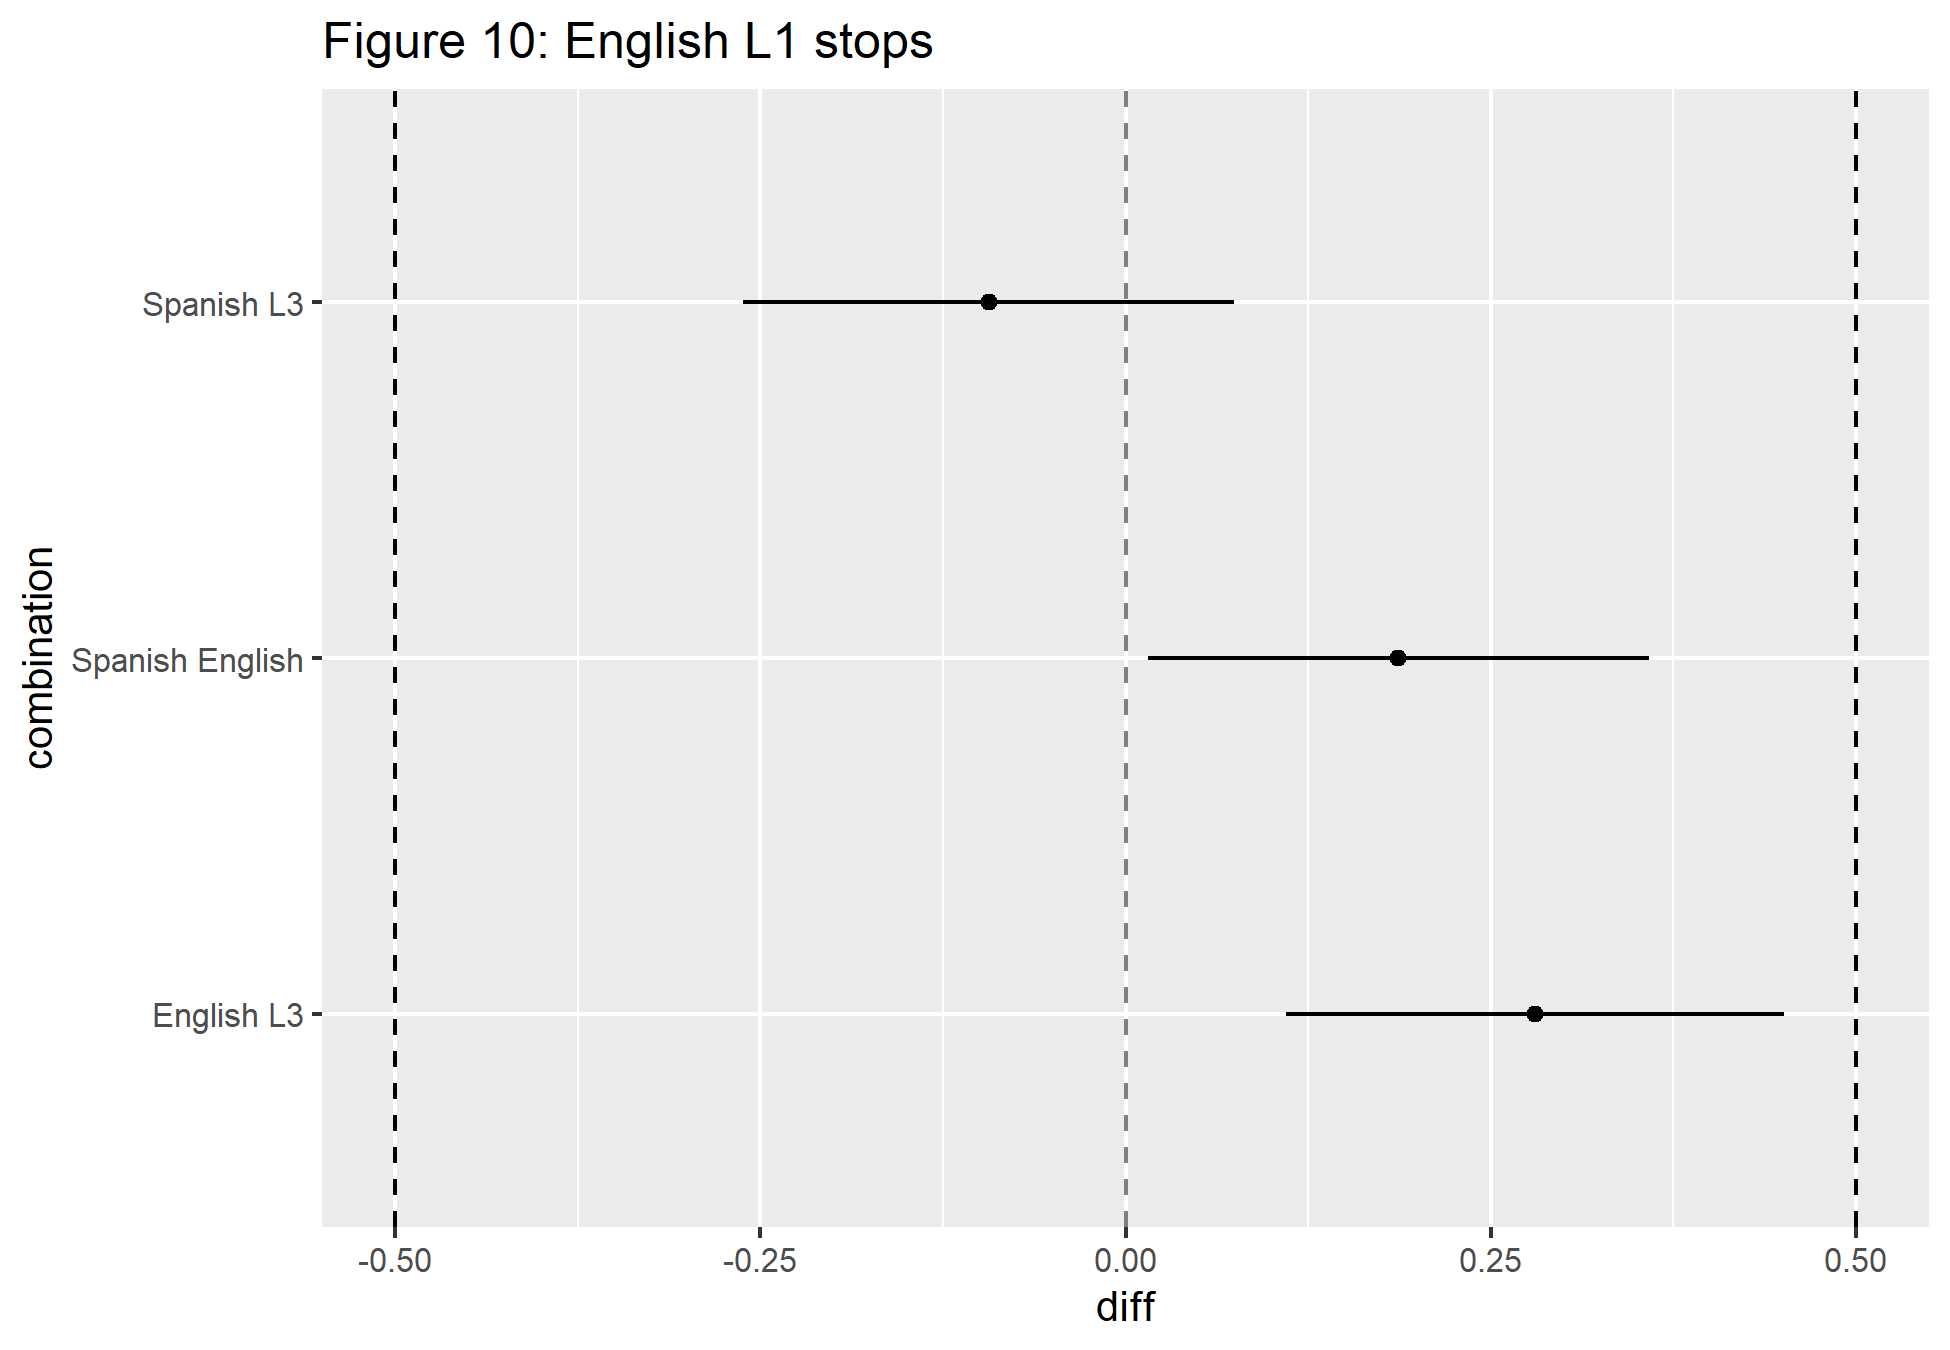 Figure 10: English L1 stops
combination
Spanish L3
Spanish English
English L3
-0.50
-0.25
0.00
0.25
0.50
diff